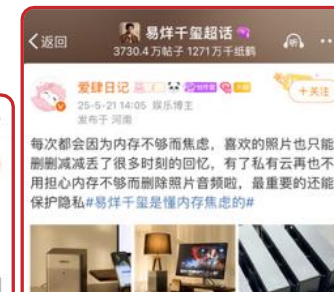 返回
易烊千玺超话
3730.4万帖子 1271万千纸鹤
爱肆日记
25-5-21 14:05 娱乐博主
发布于 河南
+关注
每次都会因为内存不够而焦虑，喜欢的照片也只能
删删减减丢了很多时刻的回忆，有了私有云再也不
用担心内存不够而删除照片音频啦，最重要的还能
保护隐私#易烊千玺是懂内存焦虑的#